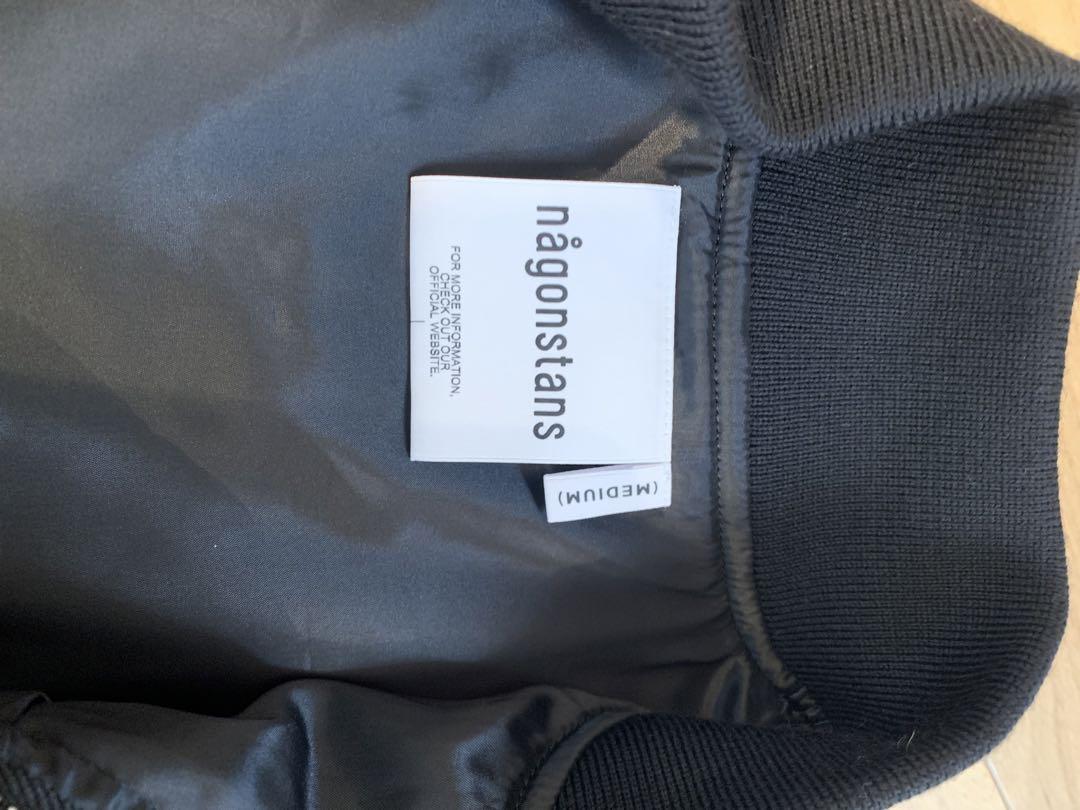 någonstans
FOR MORE INFORMATION,
CHECK OUT OUR
OFFICIAL WEBSITE.
(MEDIUM)